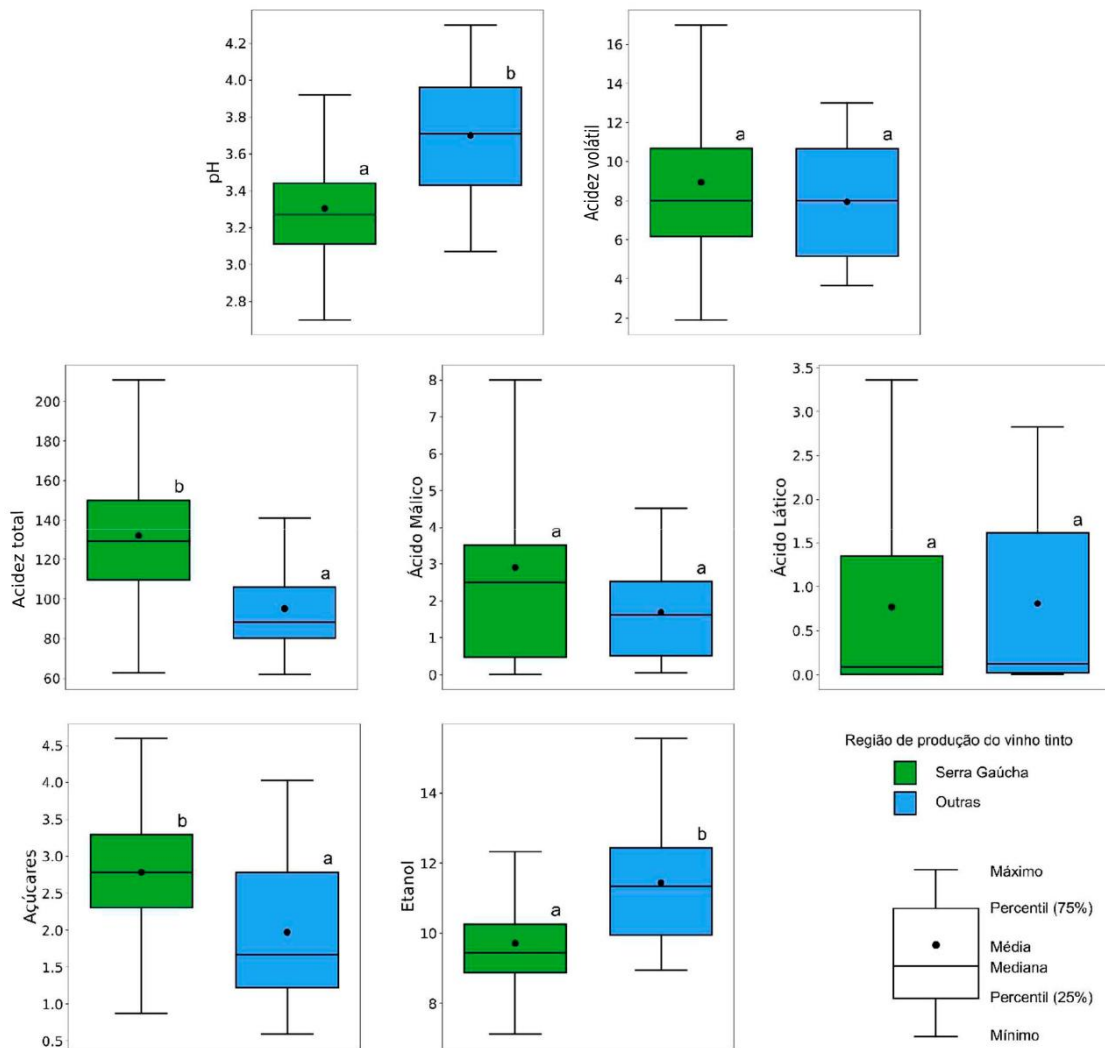 pH
4.2
4.0
3.8
3.6
3.4
3.2
3.0
2.8
a
b
Acidez volátil
16
14
12
10
8
6
4
2
a
a
Acidez total
200
180
160
140
120
100
80
60
b
a
Ácido Málico
8
7
6
5
4
3
2
1
0
a
a
Ácido Lático
3.5
3.0
2.5
2.0
1.5
1.0
0.5
0.0
a
a
Açúcares
4.5
4.0
3.5
3.0
2.5
2.0
1.5
1.0
0.5
b
a
Etanol
14
12
10
8
a
b
Região de produção do vinho tinto
Serra Gaúcha
Outras
Máximo
Percentil (75%)
Média
Mediana
Percentil (25%)
Mínimo